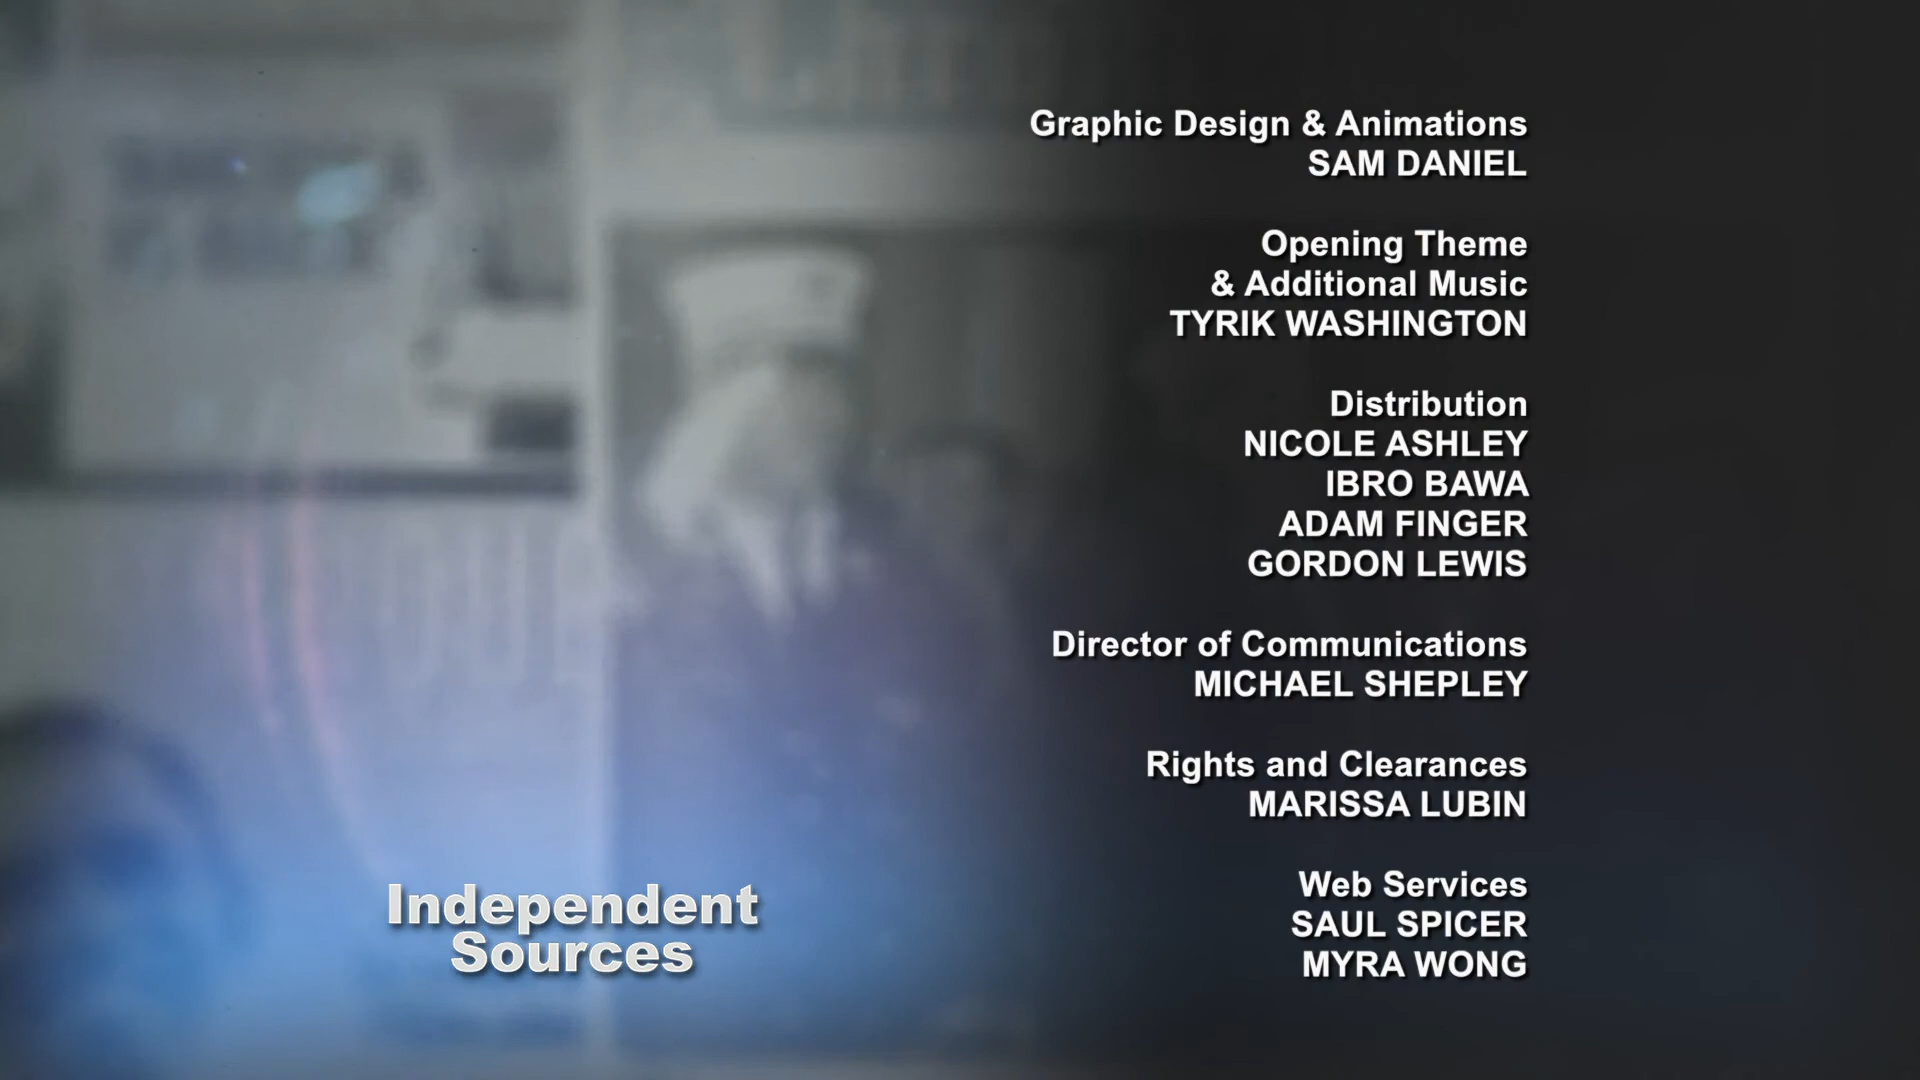 Graphic Design & Animations
SAM DANIEL
Opening Theme
& Additional Music
TYRIK WASHINGTON
Distribution
NICOLE ASHLEY
IBRO BAWA
ADAM FINGER
GORDON LEWIS
Director of Communications
MICHAEL SHEPLEY
Rights and Clearances
MARISSA LUBIN
Web Services
SAUL SPICER
MYRA WONG
Independent
Sources